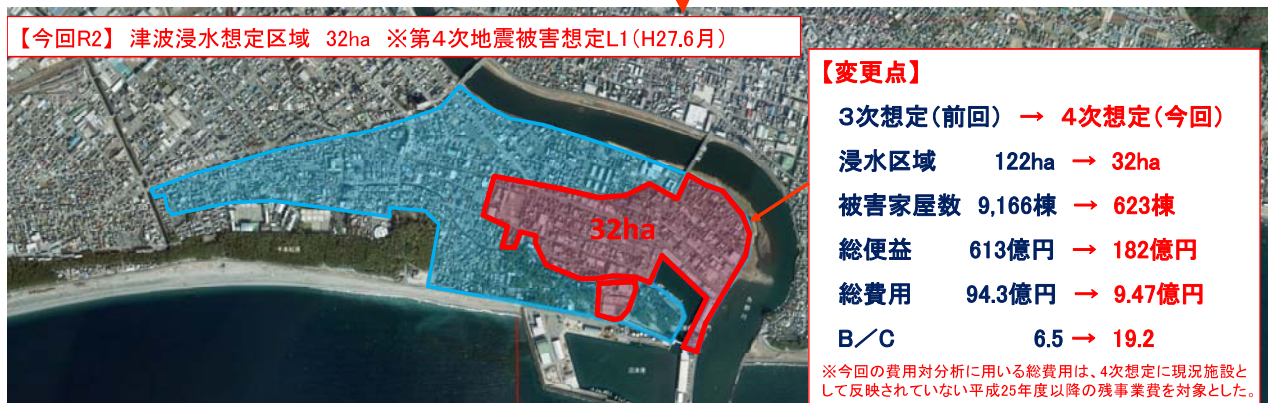 【今回R2】 津波浸水想定区域 32ha ※第4次地震被害想定L1(H27.6月)
【変更点】
3次想定(前回) → 4次想定(今回)
浸水区域 122ha → 32ha
被害家屋数 9,166棟 → 623棟
総便益 613億円 → 182億円
総費用 94.3億円 → 9.47億円
B/C 6.5 → 19.2
※今回の費用対分析に用いる総費用は、4次想定に現況施設と
して反映されていない平成25年度以降の残事業費を対象とした。
32ha